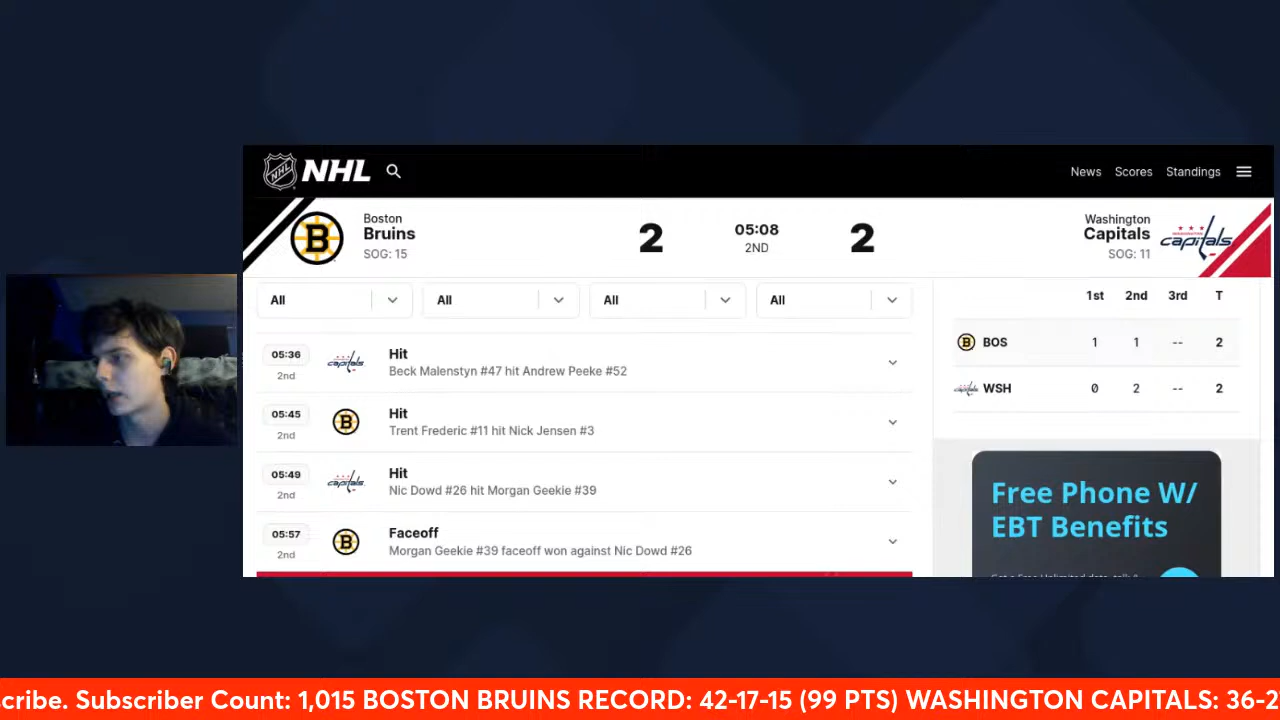 NHL
News Scores Standings
Boston
Bruins
SOG: 15
2
05:08
2ND
2
Washington
Capitals
SOG: 11
capitals
All All All All
05:36
2nd
capitals
Hit
Beck Malenstyn #47 hit Andrew Peeke #52
05:45
2nd
B
Hit
Trent Frederic #11 hit Nick Jensen #3
05:49
2nd
capitals
Hit
Nic Dowd #26 hit Morgan Geekie #39
05:57
2nd
B
Faceoff
Morgan Geekie #39 faceoff won against Nic Dowd #26
1st 2nd 3rd T
B BOS 1 1 -- 2
WSH 0 2 -- 2
Free Phone W/
EBT Benefits
scribe. Subscriber Count: 1,015 BOSTON BRUINS RECORD: 42-17-15 (99 PTS) WASHINGTON CAPITALS: 36-2